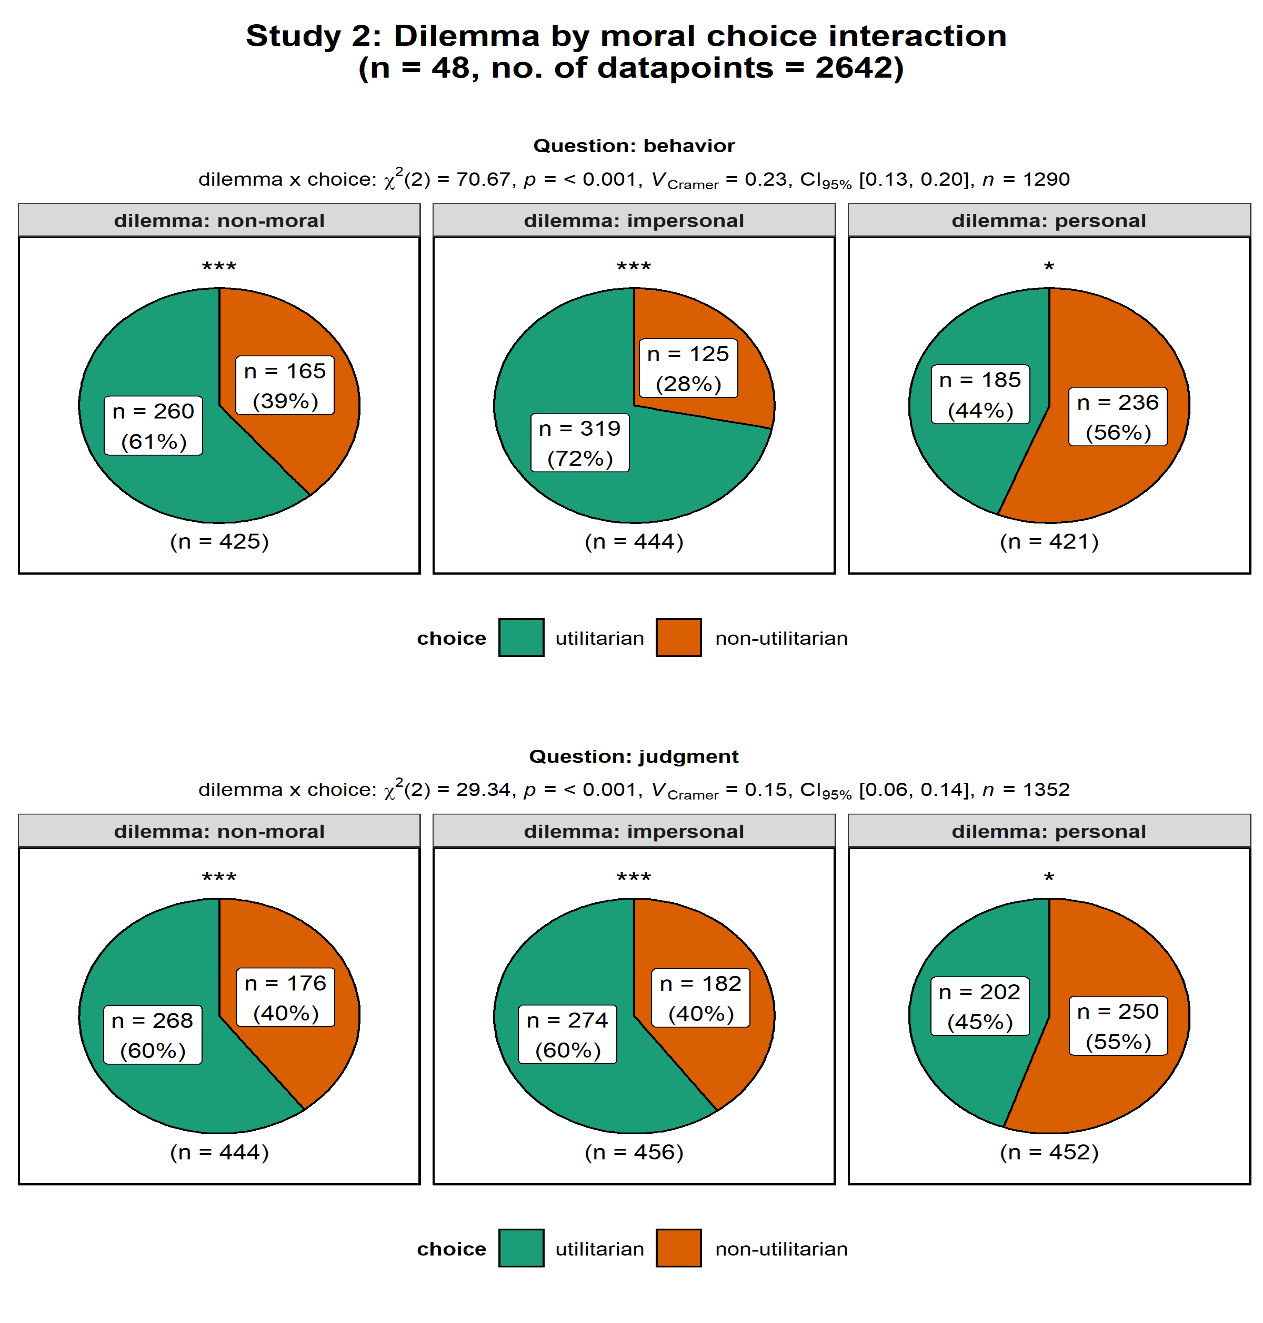 Study 2: Dilemma by moral choice interaction
(n = 48, no. of datapoints = 2642)
Question: behavior
dilemma x choice: χ²(2) = 70.67, p = < 0.001, V Cramer = 0.23, CI95% [0.13, 0.20], n = 1290
dilemma: non-moral
***
n = 165
(39%)
n = 260
(61%)
(n = 425)
dilemma: impersonal
***
n = 125
(28%)
n = 319
(72%)
(n = 444)
dilemma: personal
*
n = 185
(44%)
n = 236
(56%)
(n = 421)
choice utilitarian non-utilitarian
Question: judgment
dilemma x choice: χ²(2) = 29.34, p = < 0.001, V Cramer = 0.15, CI95% [0.06, 0.14], n = 1352
dilemma: non-moral
***
n = 176
(40%)
n = 268
(60%)
(n = 444)
dilemma: impersonal
***
n = 182
(40%)
n = 274
(60%)
(n = 456)
dilemma: personal
*
n = 202
(45%)
n = 250
(55%)
(n = 452)
choice utilitarian non-utilitarian